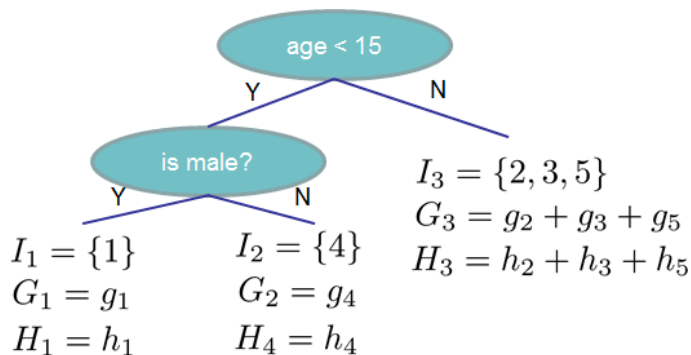 age < 15
Y
N
is male?
Y
N
I₁ = {1}
G₁ = g₁
H₁ = h₁
I₂ = {4}
G₂ = g₄
H₄ = h₄
I₃ = {2, 3, 5}
G₃ = g₂ + g₃ + g₅
H₃ = h₂ + h₃ + h₅